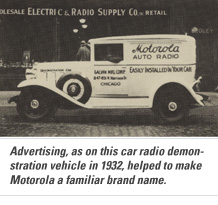 OLESALE ELECTRIC & RADIO SUPPLY CO. RETAIL
Motorola
AUTO RADIO
GALVIN MFG. CORP.
EASILY INSTALLED IN YOUR CAR
CHICAGO
Advertising, as on this car radio demon-
stration vehicle in 1932, helped to make
Motorola a familiar brand name.